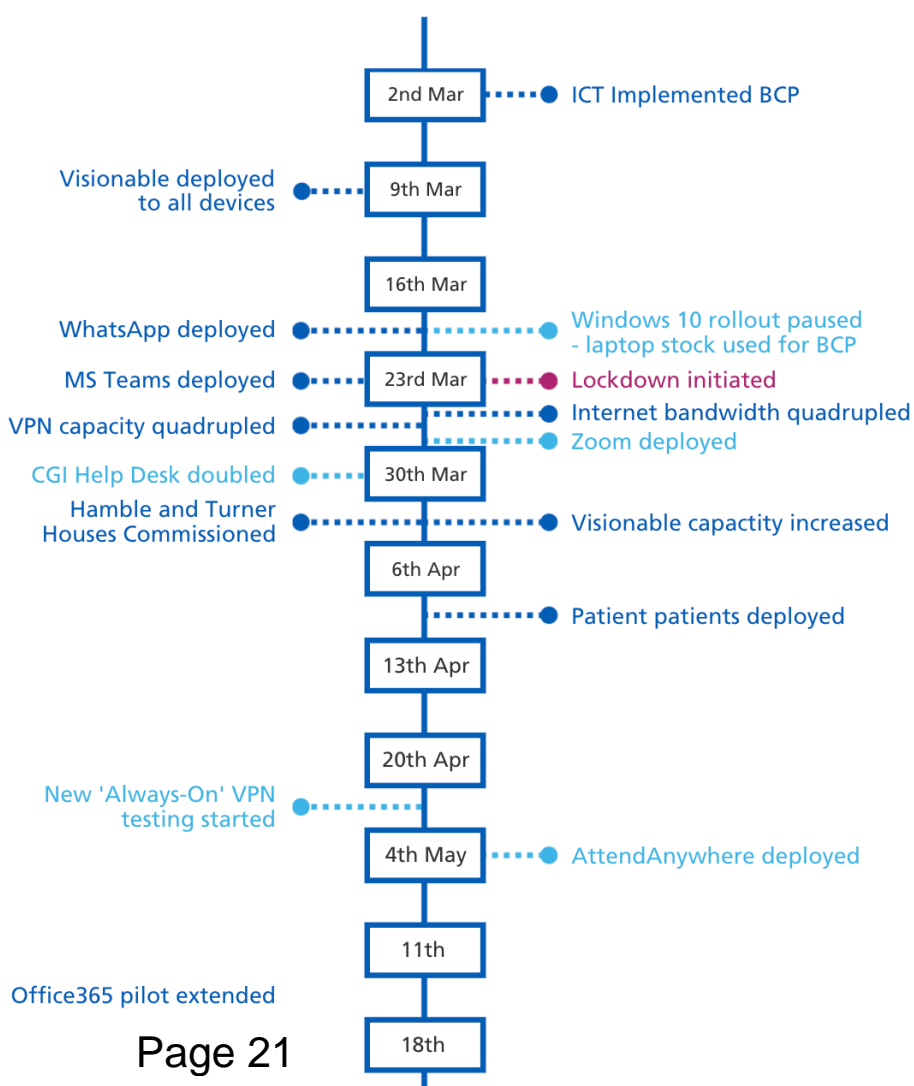 2nd Mar
ICT Implemented BCP
Visionable deployed
to all devices
9th Mar
16th Mar
WhatsApp deployed
Windows 10 rollout paused
- laptop stock used for BCP
MS Teams deployed
23rd Mar
Lockdown initiated
Internet bandwidth quadrupled
VPN capacity quadrupled
Zoom deployed
CGI Help Desk doubled
30th Mar
Hamble and Turner
Houses Commissioned
Visionable capactity increased
6th Apr
Patient patients deployed
13th Apr
20th Apr
New 'Always-On' VPN
testing started
4th May
AttendAnywhere deployed
11th
Office365 pilot extended
18th
Page 21